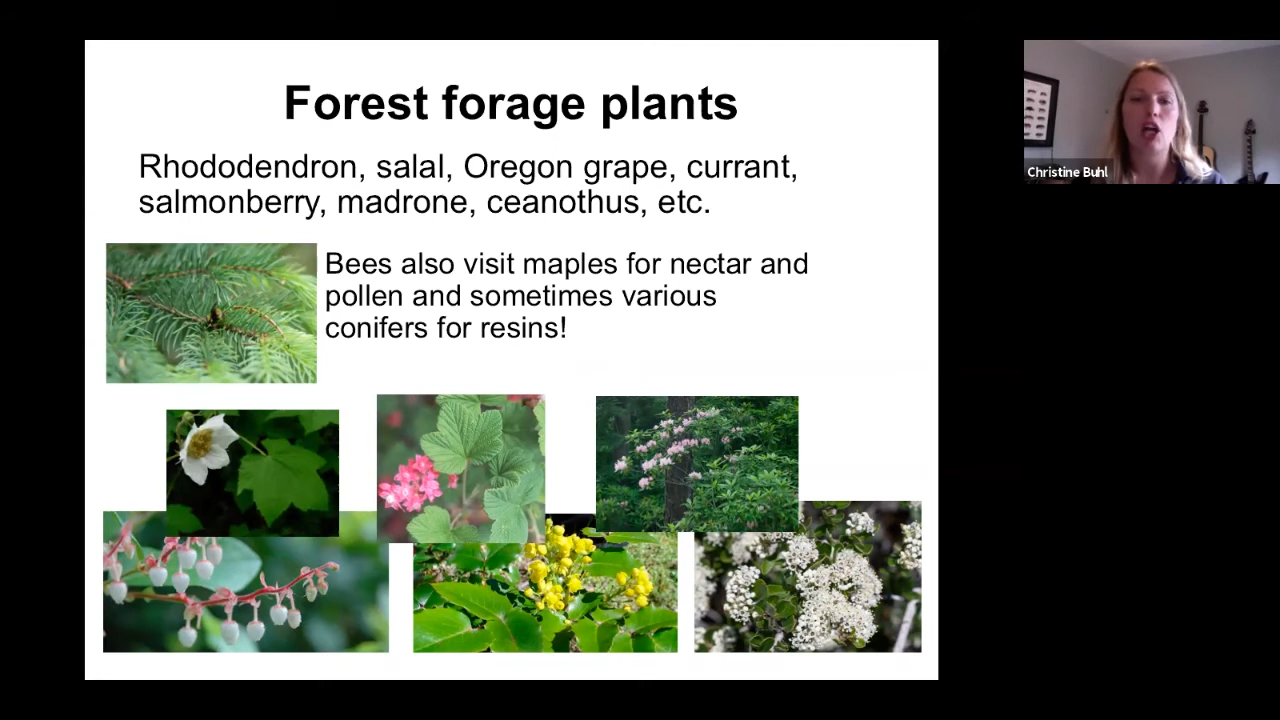 Forest forage plants
Rhododendron, salal, Oregon grape, currant,
salmonberry, madrone, ceanothus, etc.
Bees also visit maples for nectar and
pollen and sometimes various
conifers for resins!
Christine Buhl